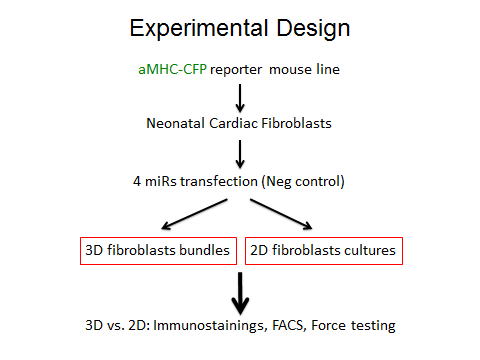 Experimental Design
aMHC-CFP reporter mouse line
Neonatal Cardiac Fibroblasts
4 miRs transfection (Neg control)
3D fibroblasts bundles
2D fibroblasts cultures
3D vs. 2D: Immunostainings, FACS, Force testing